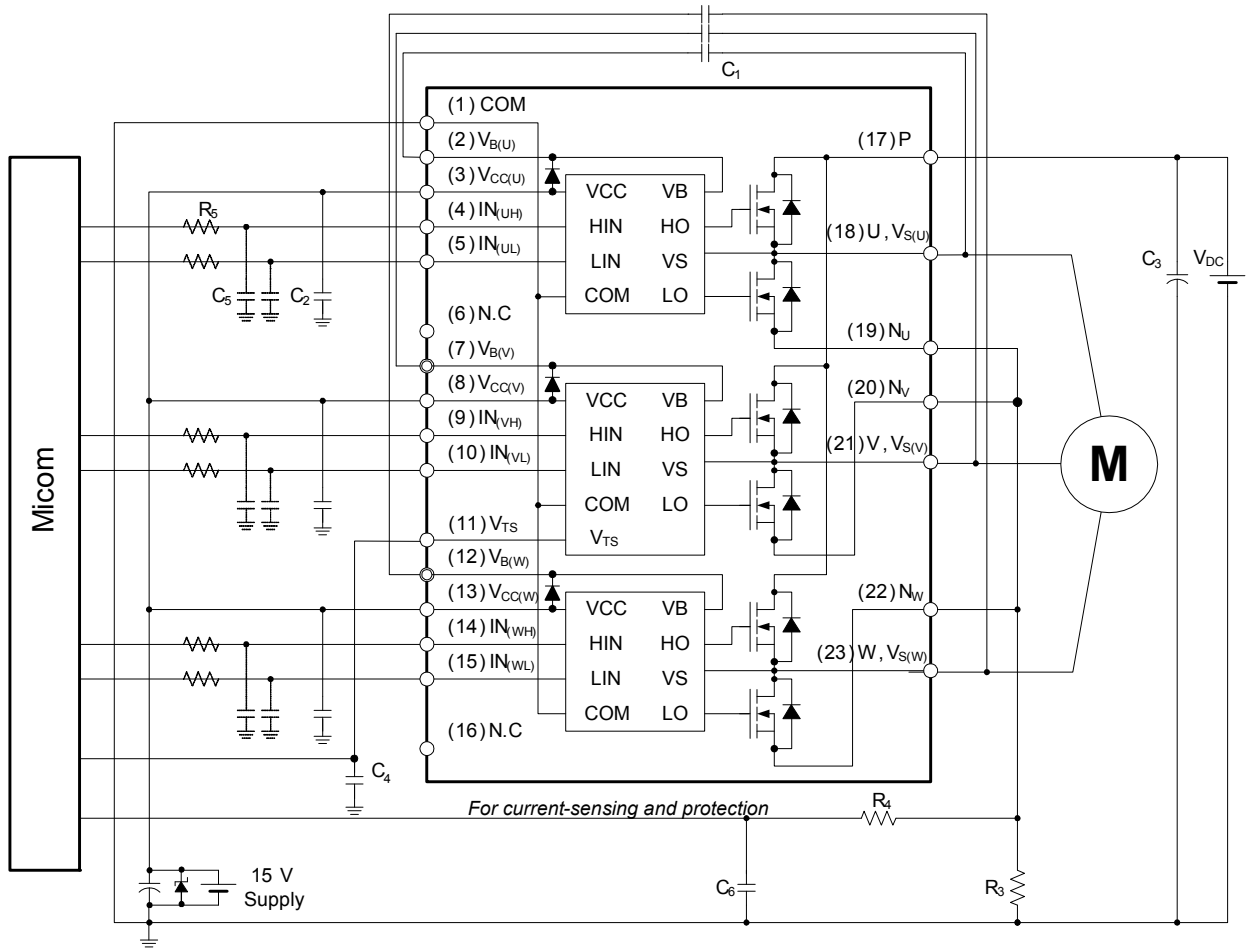 C1
(1) COM
(2) VB(U)
(3) VCC(U)
(4) IN(UH)
(5) IN(UL)
(6) N.C
(7) VB(V)
(8) VCC(V)
(9) IN(VH)
(10) IN(VL)
(11) VTS
(12) VB(W)
(13) VCC(W)
(14) IN(WH)
(15) IN(WL)
(16) N.C
VCC VB
HIN HO
LIN VS
COM LO
VCC VB
HIN HO
LIN VS
COM LO
VTS
VCC VB
HIN HO
LIN VS
COM LO
(17) P
(18) U, VS(U)
(19) NU
(20) NV
(21) V, VS(V)
(22) NW
(23) W, VS(W)
Micom
R5
C5
C2
C4
C3
VDC
M
For current-sensing and protection
R4
C6
R3
15 V
Supply